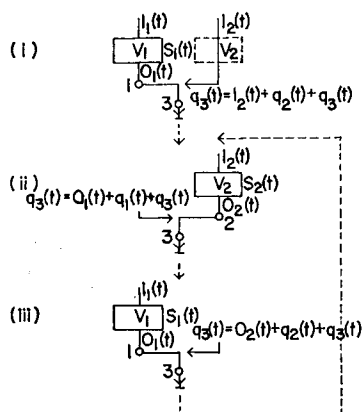 I₁(t) I₂(t)
(i) V₁ S₁(t) V₂
O₁(t)
1
3 q₃(t)=I₂(t)+q₂(t)+q₃(t)
I₂(t)
(ii) V₂ S₂(t)
q₃(t)=O₁(t)+q₁(t)+q₃(t) O₂(t)
2
3
I₁(t)
(iii) V₁ S₁(t)
O₁(t) q₃(t)=O₂(t)+q₂(t)+q₃(t)
1
3